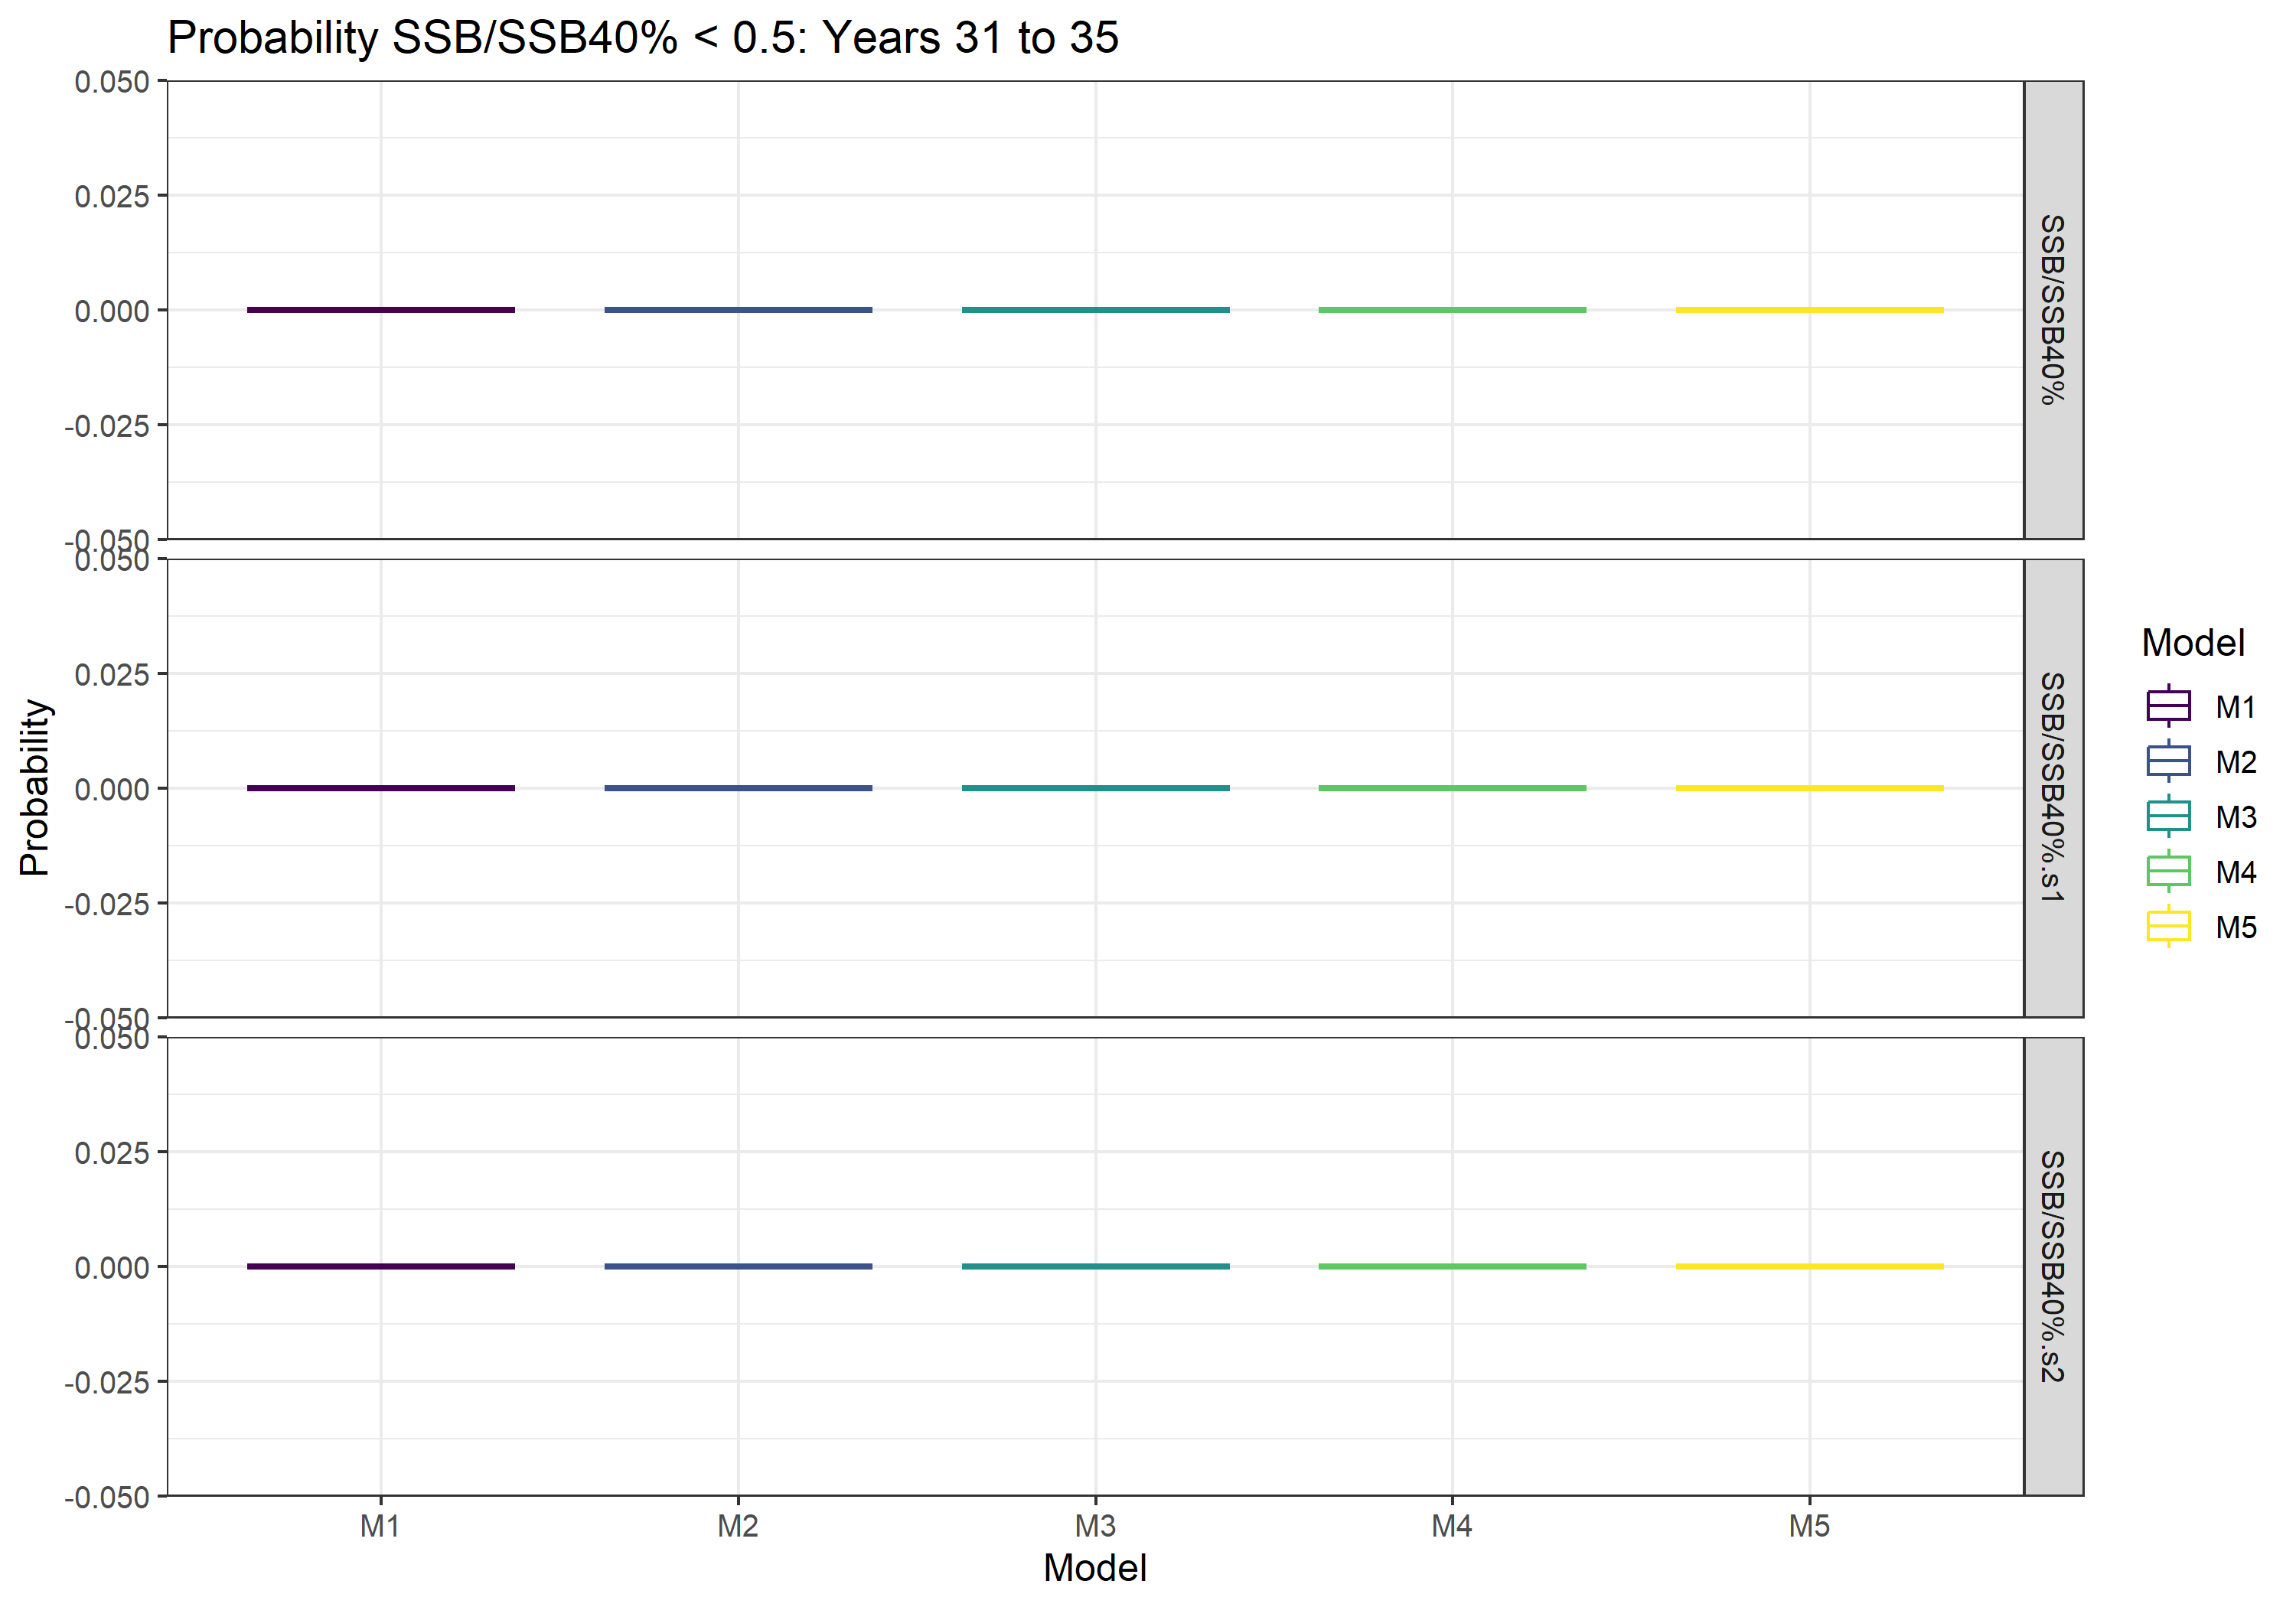 Probability SSB/SSB40% < 0.5: Years 31 to 35
Probability
0.050
0.025
0.000
-0.025
-0.050
SSB/SSB40%
0.050
0.025
0.000
-0.025
-0.050
SSB/SSB40%.s1
0.050
0.025
0.000
-0.025
-0.050
SSB/SSB40%.s2
M1
M2
M3
M4
M5
Model
Model
M1
M2
M3
M4
M5